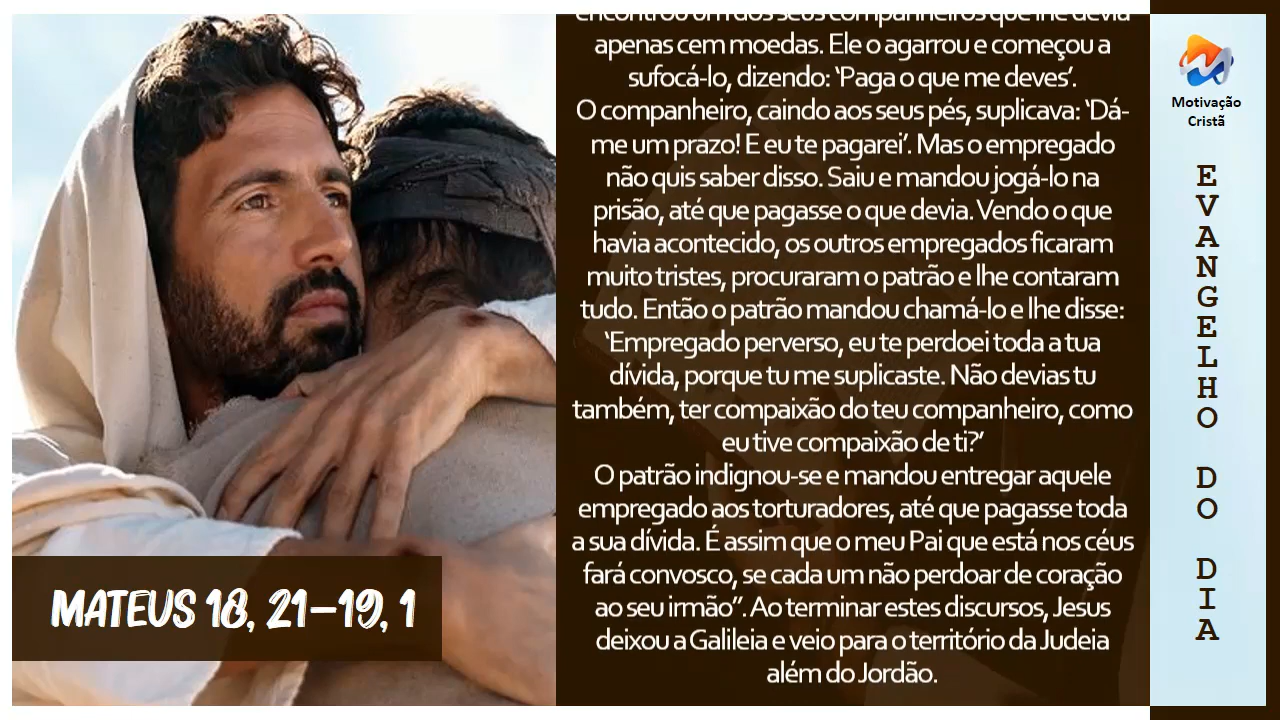 encontrou um dos seus companheiros que lhe devia
apenas cem moedas. Ele o agarrou e começou a
sufocá-lo, dizendo: ‘Paga o que me deves’.
O companheiro, caindo aos seus pés, suplicava: ‘Dá-
me um prazo! E eu te pagarei’. Mas o empregado
não quis saber disso. Saiu e mandou jogá-lo na
prisão, até que pagasse o que devia. Vendo o que
havia acontecido, os outros empregados ficaram
muito tristes, procuraram o patrão e lhe contaram
tudo. Então o patrão mandou chamá-lo e lhe disse:
‘Empregado perverso, eu te perdoei toda a tua
dívida, porque tu me suplicaste. Não devias tu
também, ter compaixão do teu companheiro, como
eu tive compaixão de ti?’
O patrão indignou-se e mandou entregar aquele
empregado aos torturadores, até que pagasse toda
a sua dívida. É assim que o meu Pai que está nos céus
fará convosco, se cada um não perdoar de coração
ao seu irmão”. Ao terminar estes discursos, Jesus
deixou a Galileia e veio para o território da Judeia
além do Jordão.
MATEUS 18, 21–19, 1
Motivação
Cristã
EVANGELHO DO DIA